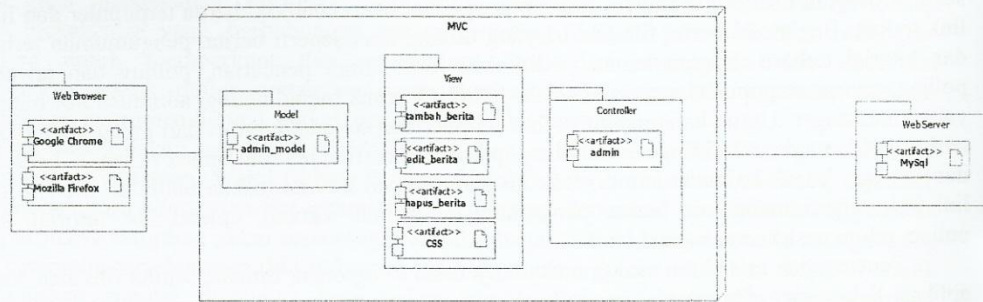 MVC
Web Browser
<<artifact>>
Google Chrome
<<artifact>>
Mozilla Firefox
Model
<<artifact>>
admin_model
View
<<artifact>>
tambah_berita
<<artifact>>
edit_berita
<<artifact>>
hapus_berita
<<artifact>>
CSS
Controller
<<artifact>>
admin
Web Server
<<artifact>>
MySql